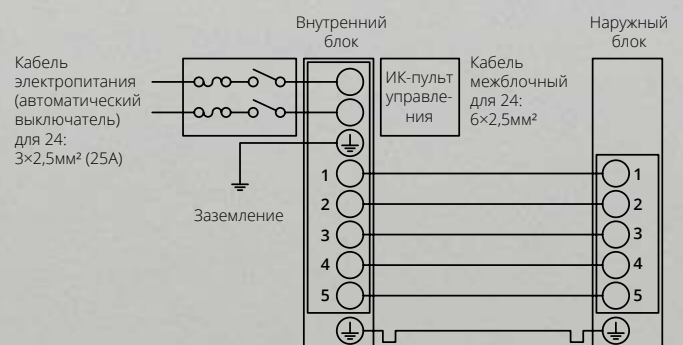 Внутренний
блок
Наружный
блок
Кабель
электропитания
(автоматический
выключатель)
для 24:
3×2,5мм² (25А)
ИК-пульт
управле-
ния
Кабель
межблочный
для 24:
6×2,5мм²
Заземление
1
2
3
4
5
1
2
3
4
5